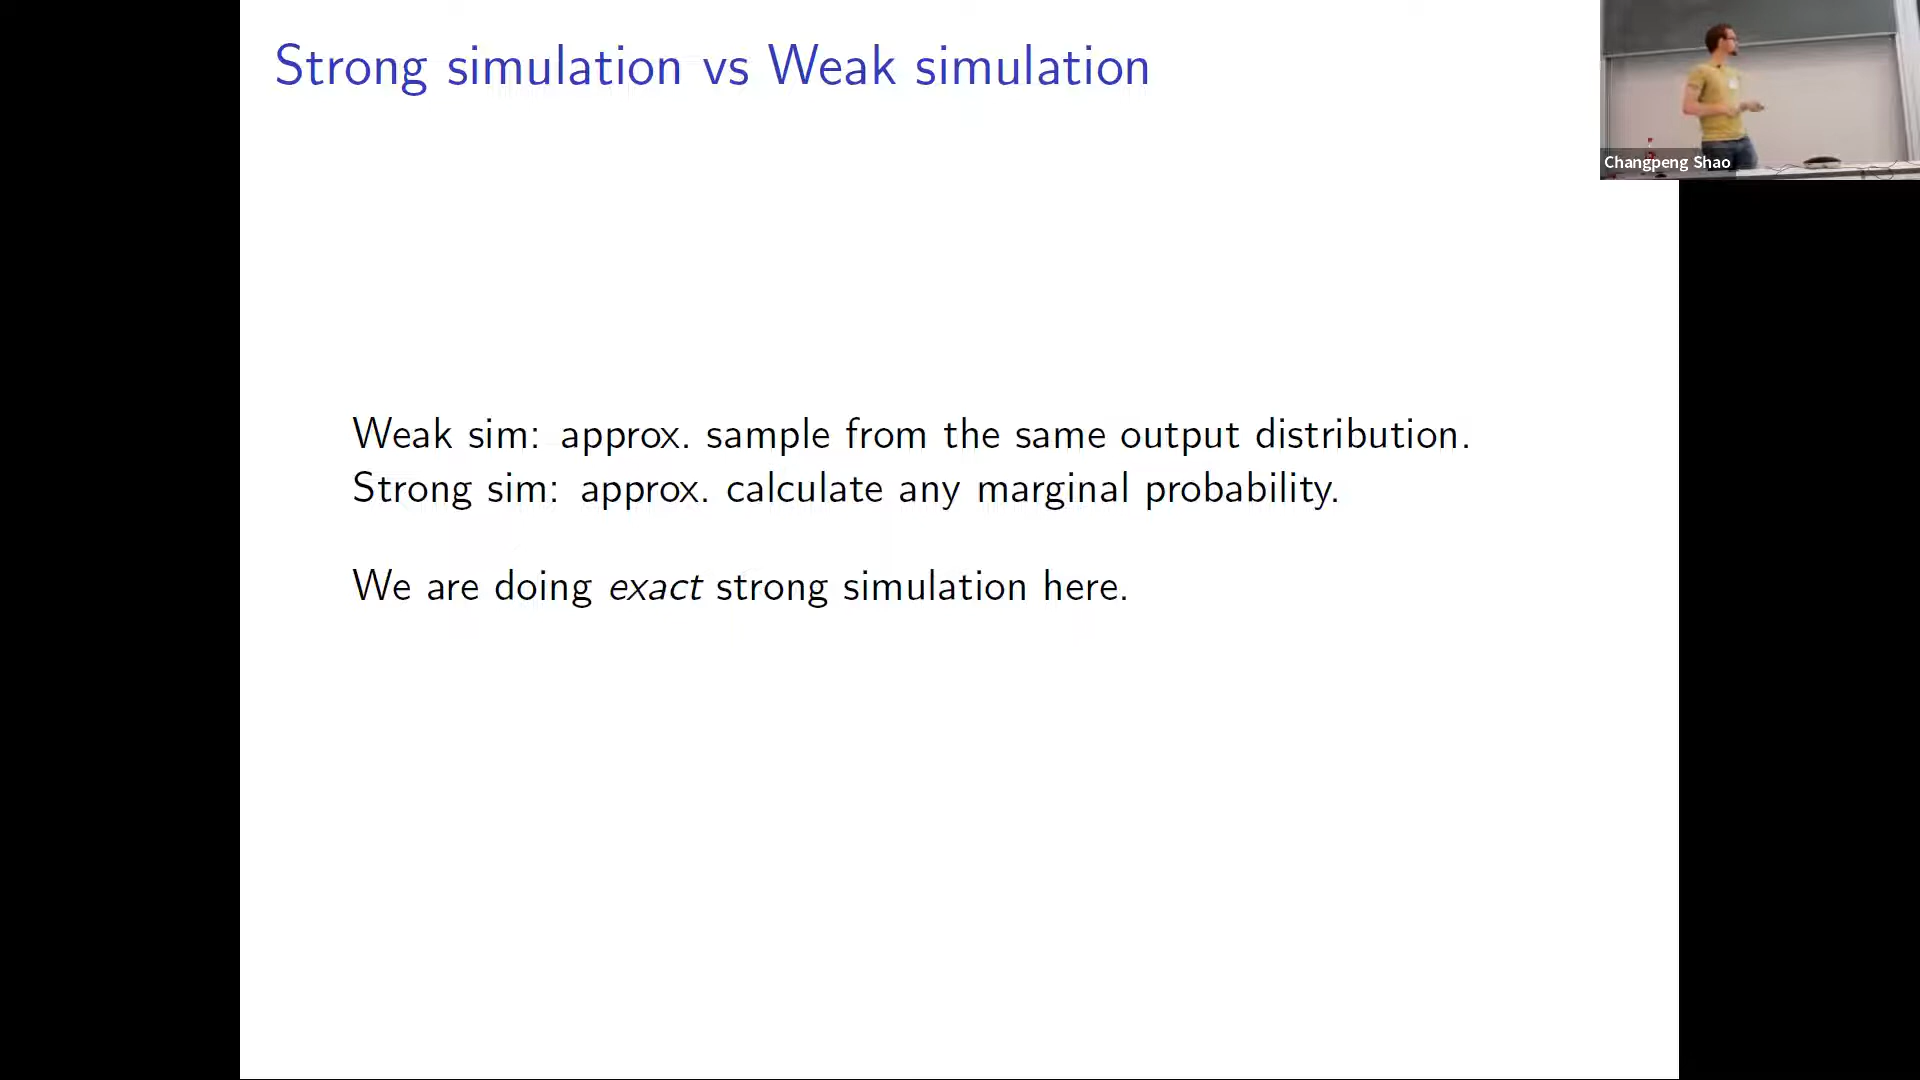 Strong simulation vs Weak simulation
Changpeng Shao
Weak sim: approx. sample from the same output distribution.
Strong sim: approx. calculate any marginal probability.
We are doing exact strong simulation here.